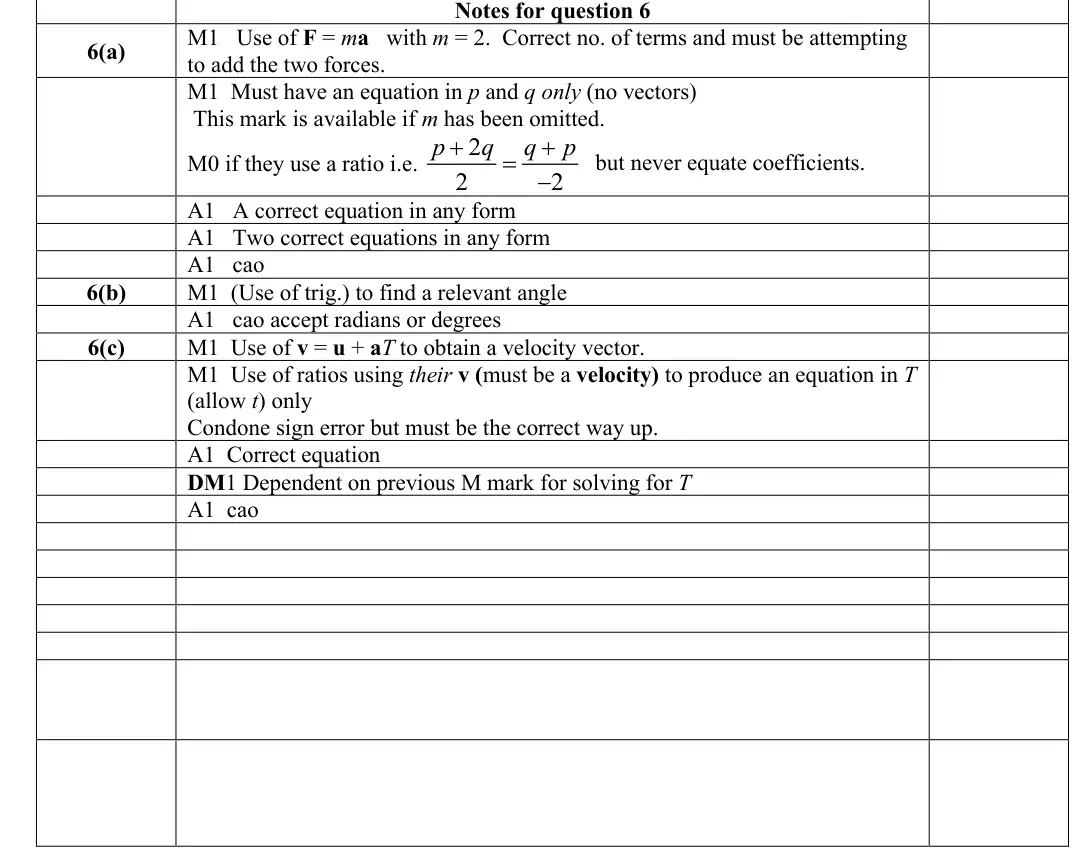 Notes for question 6
6(a) M1 Use of F = ma with m = 2. Correct no. of terms and must be attempting
to add the two forces.
M1 Must have an equation in p and q only (no vectors)
This mark is available if m has been omitted.
M0 if they use a ratio i.e. (p + 2q)/2 = (q + p)/−2 but never equate coefficients.
A1 A correct equation in any form
A1 Two correct equations in any form
A1 cao
6(b) M1 (Use of trig.) to find a relevant angle
A1 cao accept radians or degrees
6(c) M1 Use of v = u + aT to obtain a velocity vector.
M1 Use of ratios using their v (must be a velocity) to produce an equation in T
(allow t) only
Condone sign error but must be the correct way up.
A1 Correct equation
DM1 Dependent on previous M mark for solving for T
A1 cao